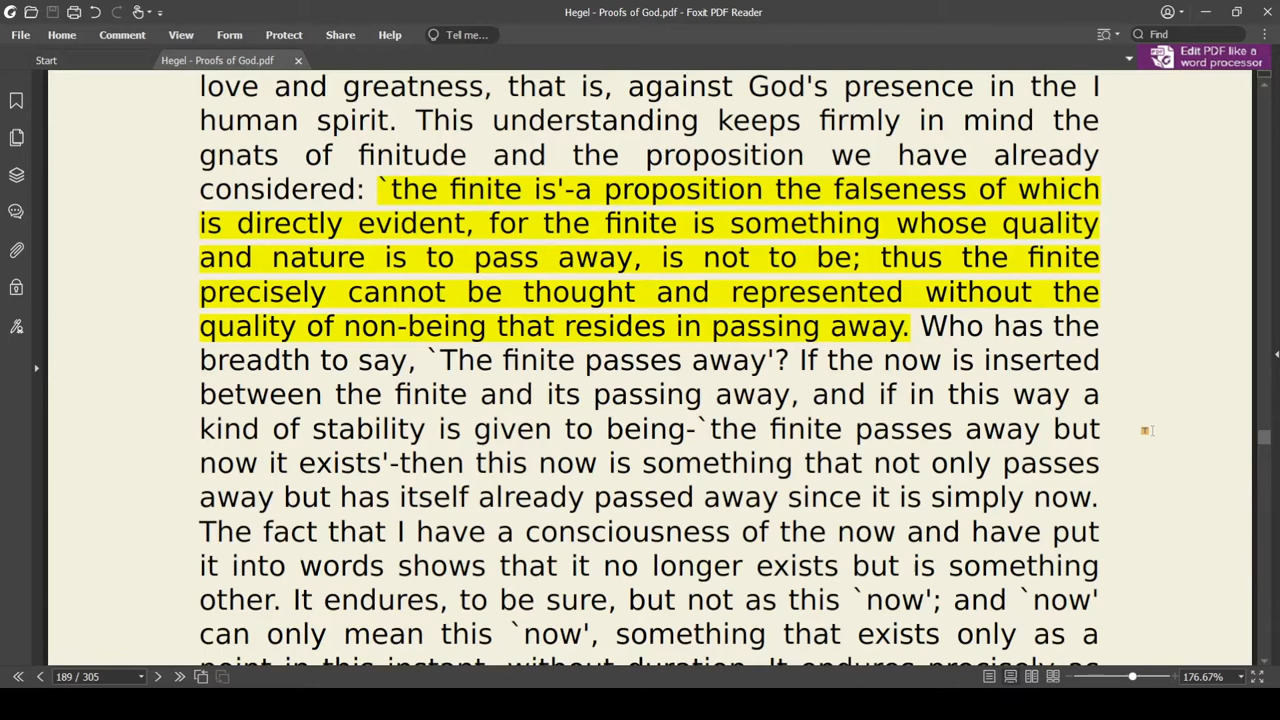 Hegel - Proofs of God.pdf - Foxit PDF Reader
File Home Comment View Form Protect Share Help Tell me... Find
Start Hegel - Proofs of God.pdf
Edit PDF like a
word processor
love and greatness, that is, against God's presence in the I
human spirit. This understanding keeps firmly in mind the
gnats of finitude and the proposition we have already
considered: `the finite is'-a proposition the falseness of which
is directly evident, for the finite is something whose quality
and nature is to pass away, is not to be; thus the finite
precisely cannot be thought and represented without the
quality of non-being that resides in passing away. Who has the
breadth to say, `The finite passes away'? If the now is inserted
between the finite and its passing away, and if in this way a
kind of stability is given to being-`the finite passes away but
now it exists'-then this now is something that not only passes
away but has itself already passed away since it is simply now.
The fact that I have a consciousness of the now and have put
it into words shows that it no longer exists but is something
other. It endures, to be sure, but not as this `now'; and `now'
can only mean this `now', something that exists only as a
point in this instant, without duration. It endures precisely as
189 / 305
176.67%